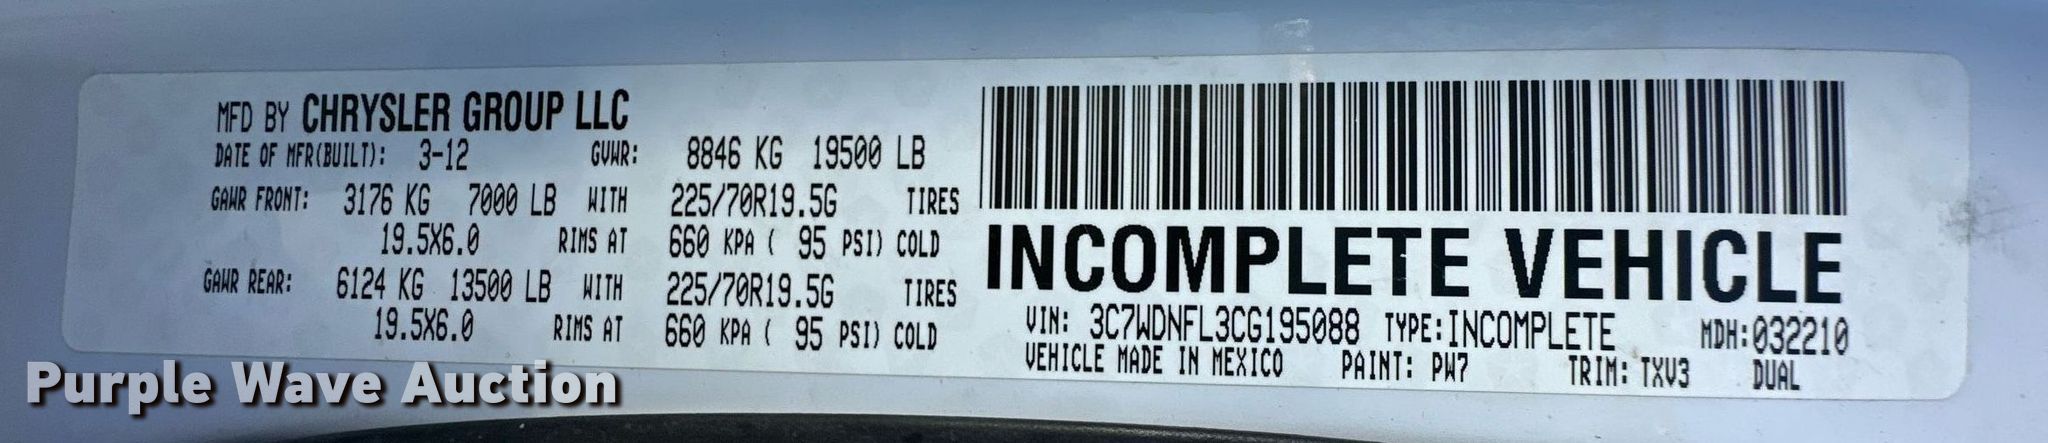 MFD BY CHRYSLER GROUP LLC
DATE OF MFR(BUILT): 3-12 GVWR: 8846 KG 19500 LB
GAWR FRONT: 3176 KG 7000 LB WITH 225/70R19.5G TIRES
19.5X6.0 RIMS AT 660 KPA ( 95 PSI) COLD
GAWR REAR: 6124 KG 13500 LB WITH 225/70R19.5G TIRES
19.5X6.0 RIMS AT 660 KPA ( 95 PSI) COLD
INCOMPLETE VEHICLE
VIN: 3C7WDNFL3CG195088 TYPE: INCOMPLETE MDH: 032210
VEHICLE MADE IN MEXICO PAINT: PW7 TRIM: TXV3 DUAL
Purple Wave Auction